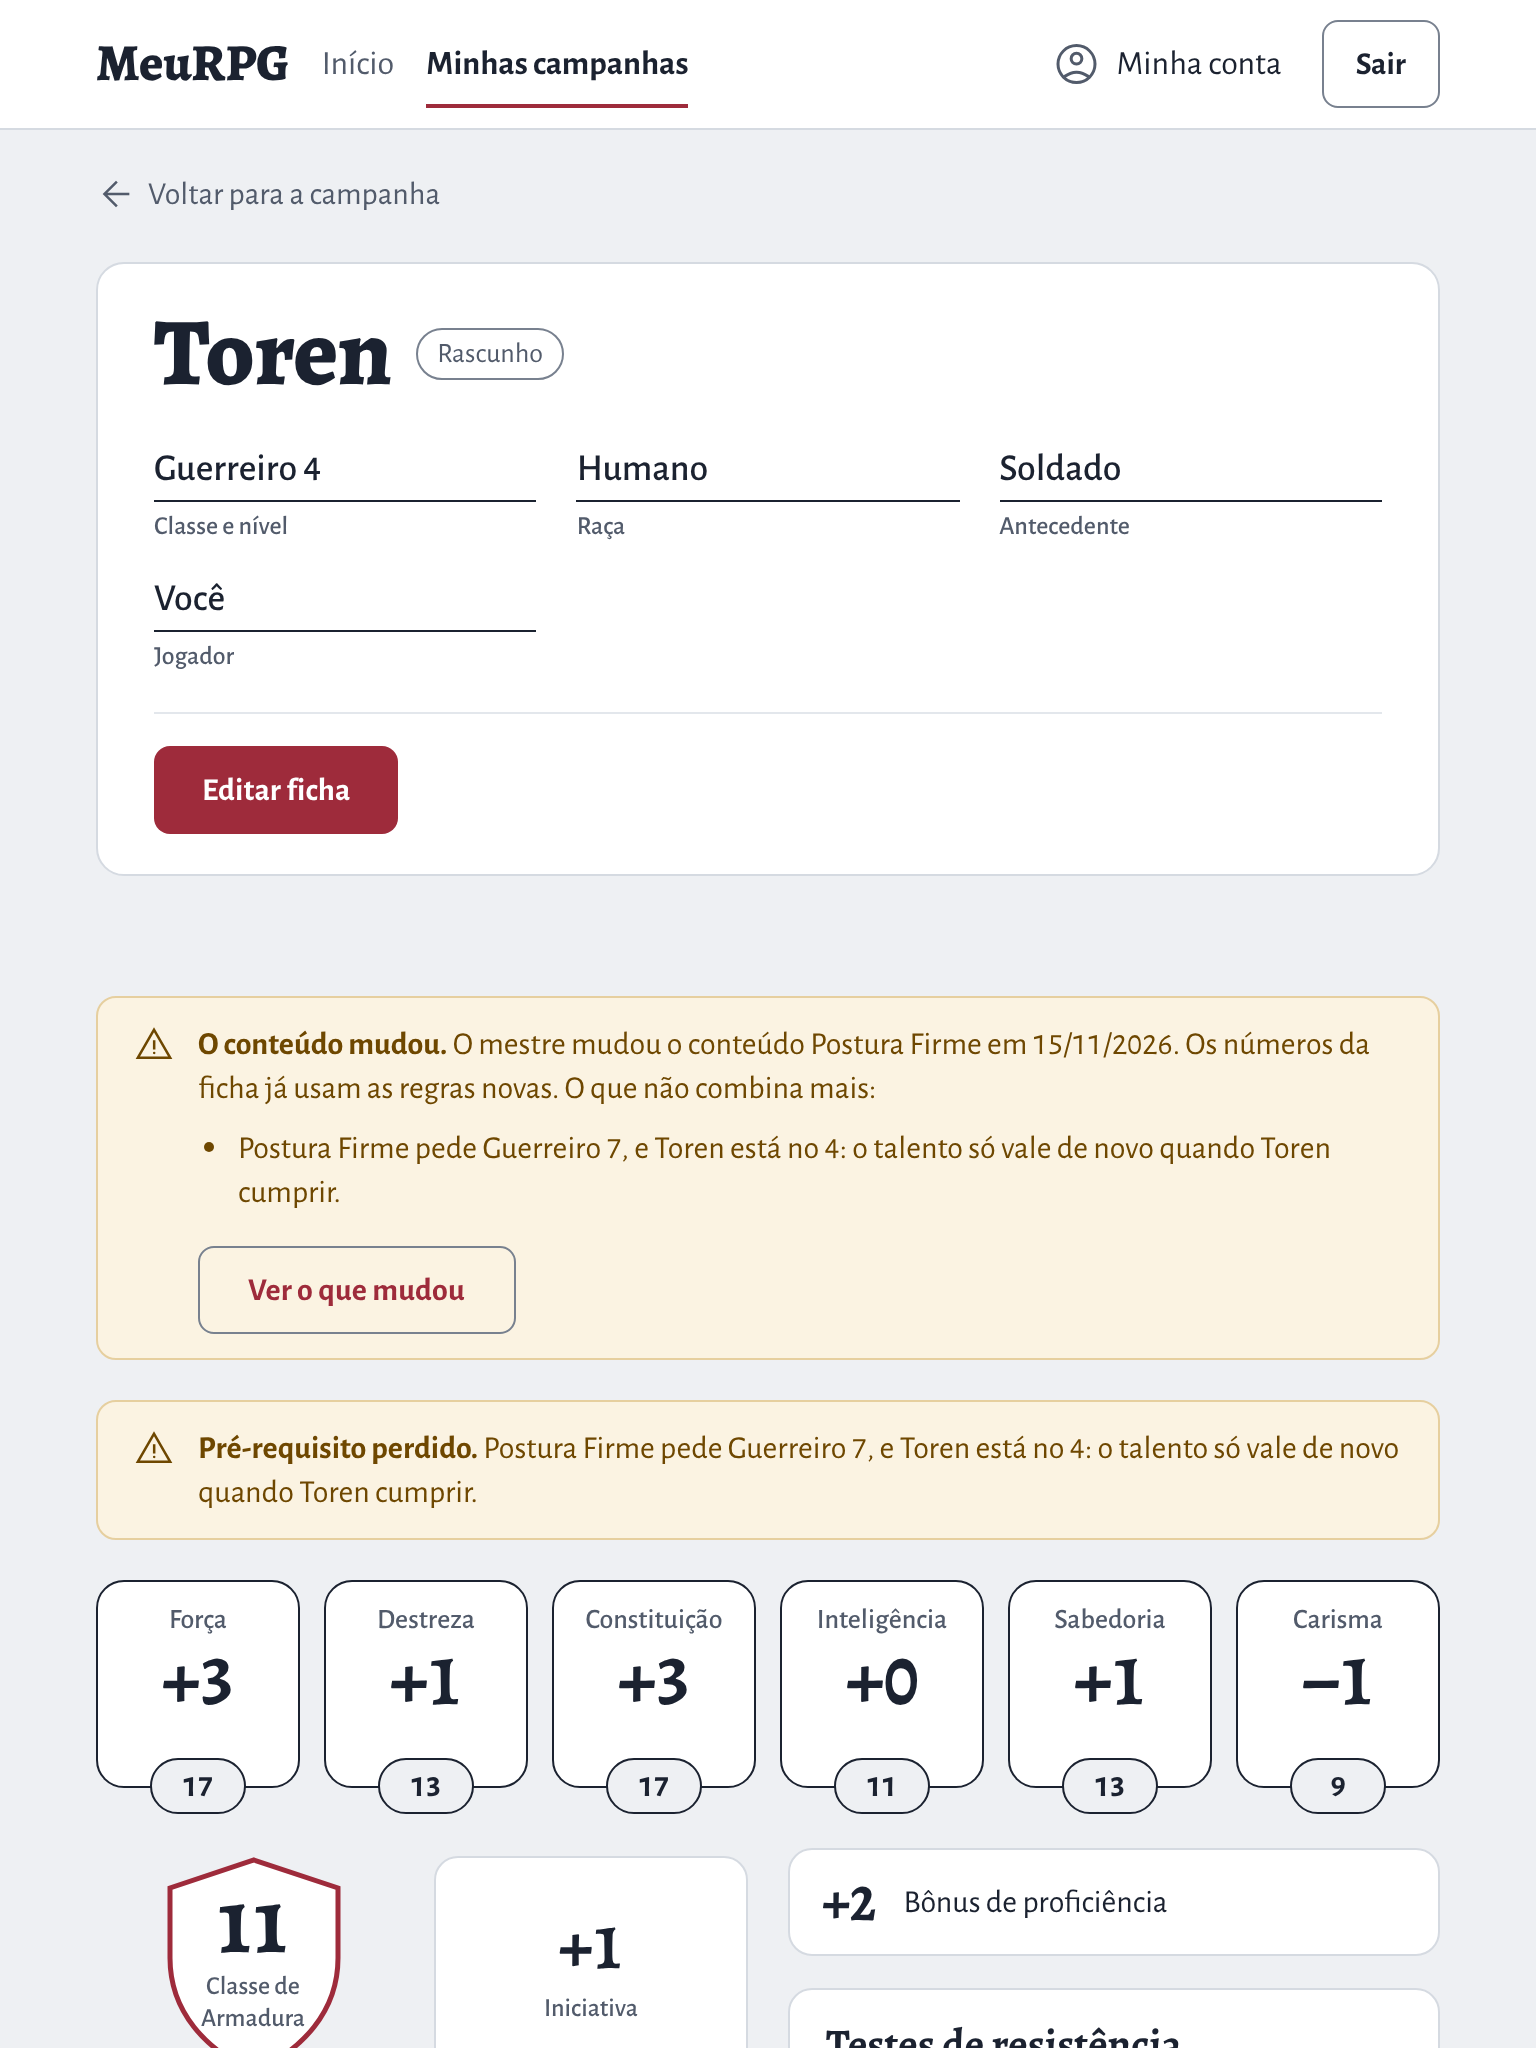 MeuRPG Início Minhas campanhas Minha conta Sair
Voltar para a campanha
Toren Rascunho
Guerreiro 4 Humano Soldado
Classe e nível Raça Antecedente
Você
Jogador
Editar ficha
O conteúdo mudou. O mestre mudou o conteúdo Postura Firme em 15/11/2026. Os números da
ficha já usam as regras novas. O que não combina mais:
• Postura Firme pede Guerreiro 7, e Toren está no 4: o talento só vale de novo quando Toren
cumprir.
Ver o que mudou
Pré-requisito perdido. Postura Firme pede Guerreiro 7, e Toren está no 4: o talento só vale de novo
quando Toren cumprir.
Força Destreza Constituição Inteligência Sabedoria Carisma
+3 +1 +3 +0 +1 −1
17 13 17 11 13 9
11
Classe de
Armadura
+1
Iniciativa
+2 Bônus de proficiência
Testes de resistência